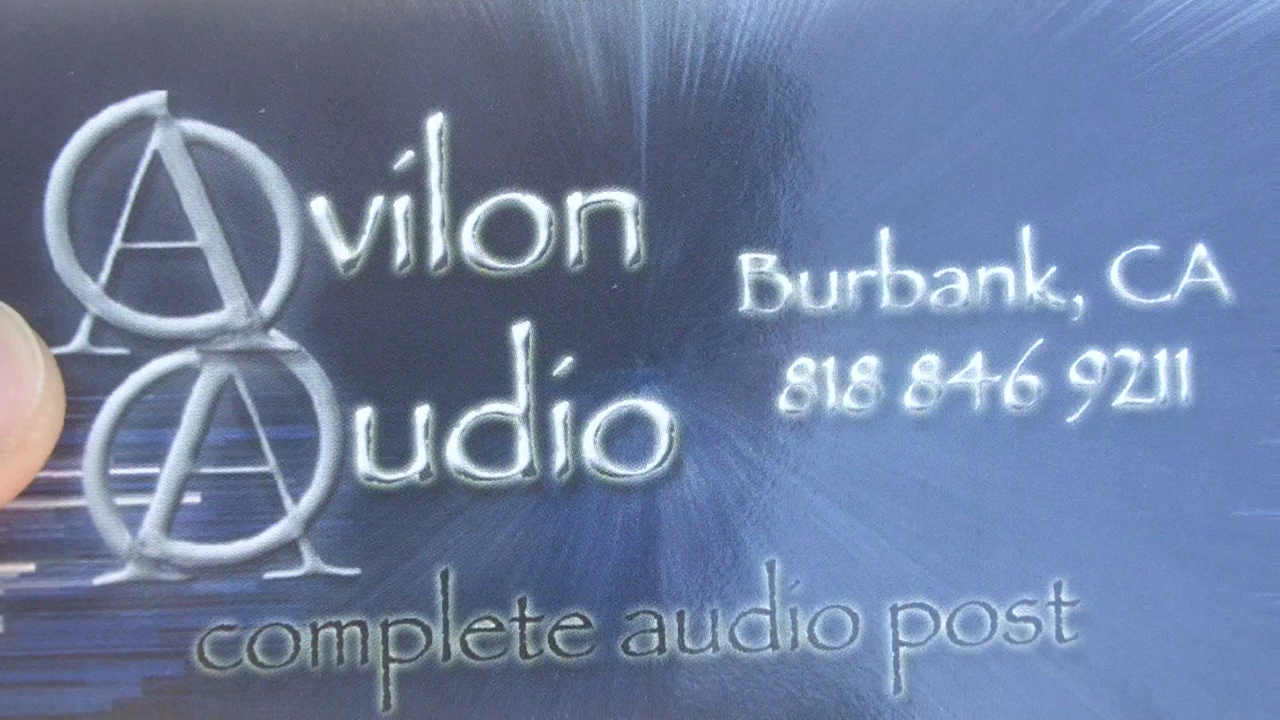 Avilon
Audio
Burbank, CA
818 846 9211
complete audio post